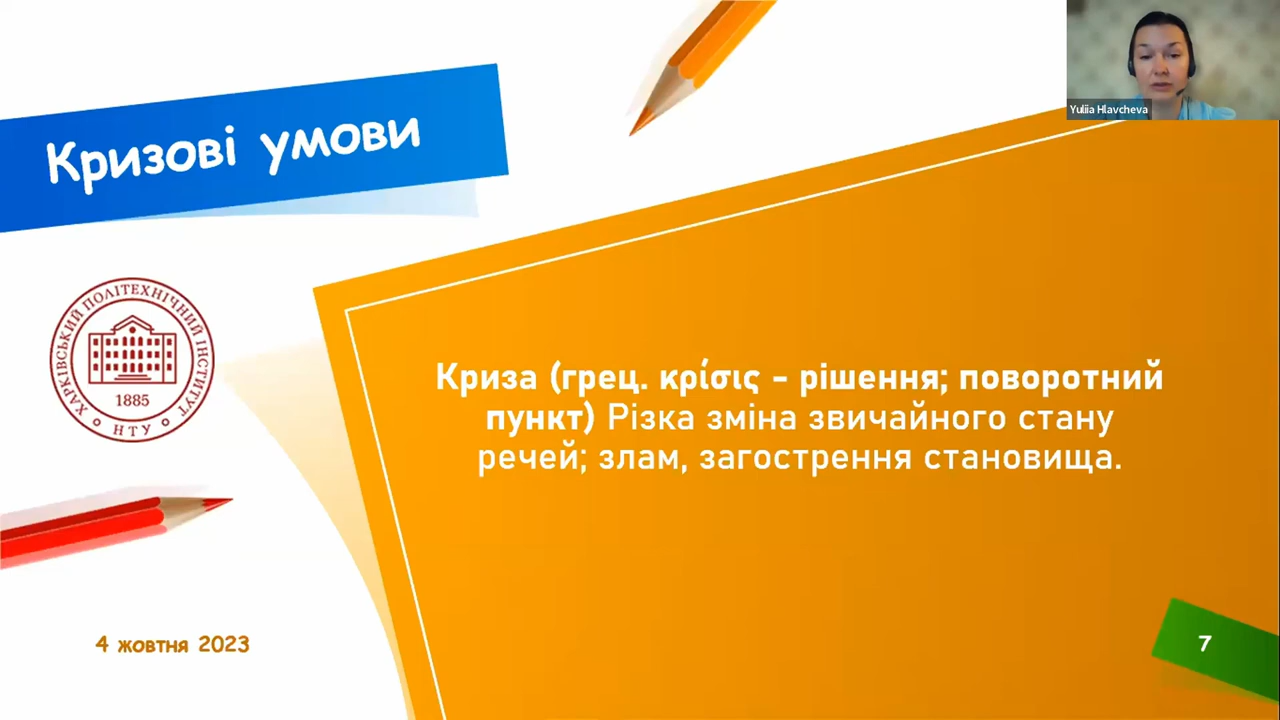 Yuliia Hlavcheva
Кризові умови
ХАРКІВСЬКИЙ ПОЛІТЕХНІЧНИЙ ІНСТИТУТ
1885
НТУ
Криза (грец. κρίσις - рішення; поворотний
пункт) Різка зміна звичайного стану
речей; злам, загострення становища.
4 жовтня 2023
7